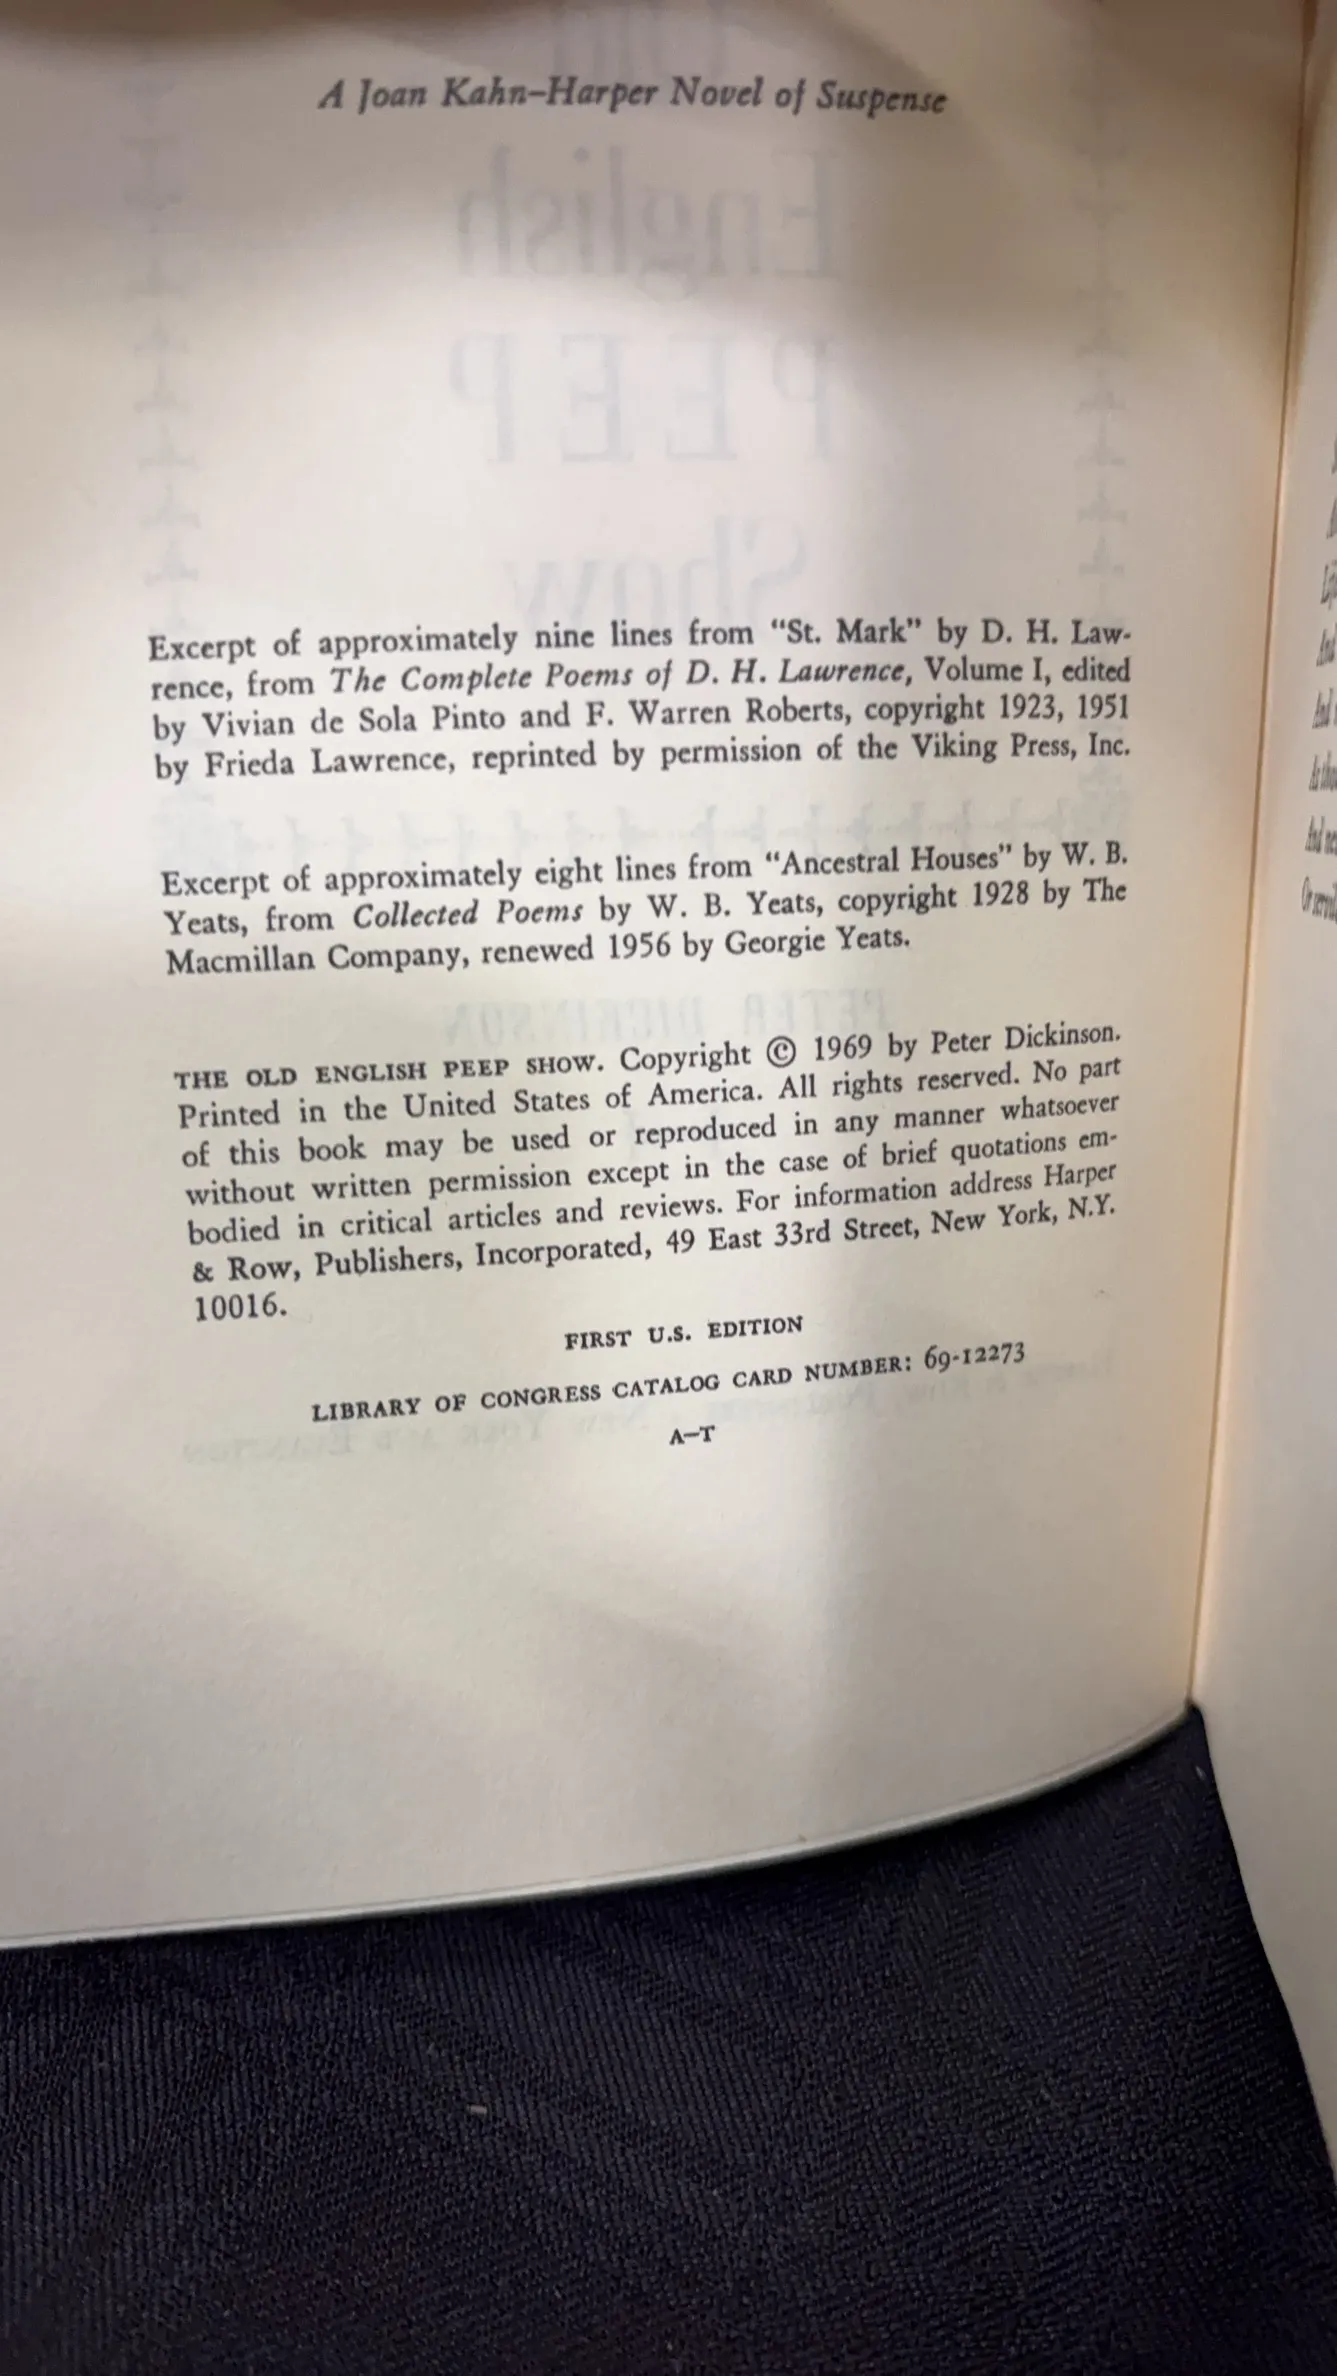 A Joan Kahn–Harper Novel of Suspense
Excerpt of approximately nine lines from “St. Mark” by D. H. Law-
rence, from The Complete Poems of D. H. Lawrence, Volume I, edited
by Vivian de Sola Pinto and F. Warren Roberts, copyright 1923, 1951
by Frieda Lawrence, reprinted by permission of the Viking Press, Inc.
Excerpt of approximately eight lines from “Ancestral Houses” by W. B.
Yeats, from Collected Poems by W. B. Yeats, copyright 1928 by The
Macmillan Company, renewed 1956 by Georgie Yeats.
THE OLD ENGLISH PEEP SHOW. Copyright © 1969 by Peter Dickinson.
Printed in the United States of America. All rights reserved. No part
of this book may be used or reproduced in any manner whatsoever
without written permission except in the case of brief quotations em-
bodied in critical articles and reviews. For information address Harper
& Row, Publishers, Incorporated, 49 East 33rd Street, New York, N.Y.
10016.
FIRST U.S. EDITION
LIBRARY OF CONGRESS CATALOG CARD NUMBER: 69-12273
A–T